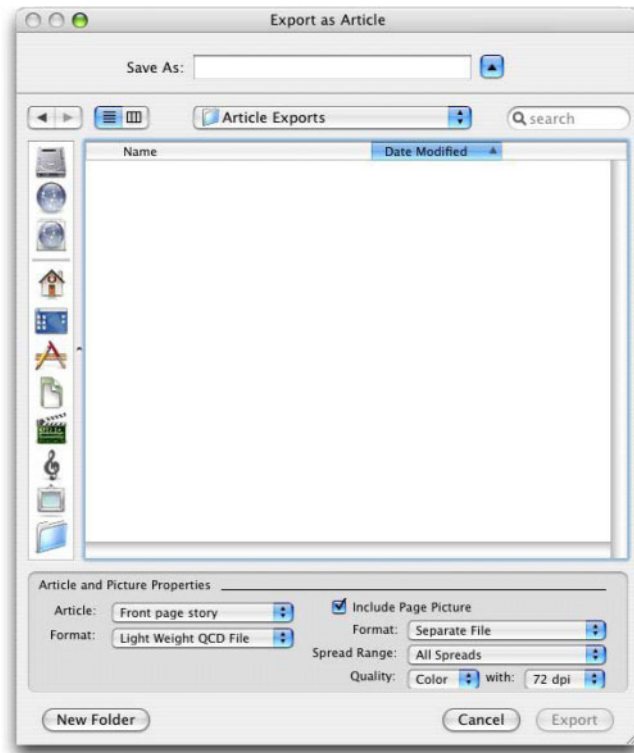 Export as Article
Save As:
Article Exports
search
Name Date Modified
Article and Picture Properties
Article: Front page story
Format: Light Weight QCD File
Include Page Picture
Format: Separate File
Spread Range: All Spreads
Quality: Color with: 72 dpi
New Folder Cancel Export